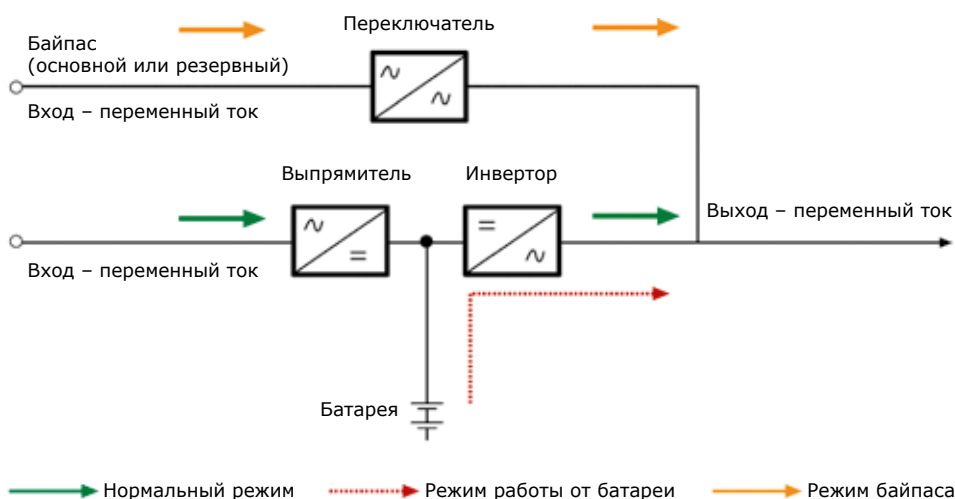 Переключатель
Байпас
(основной или резервный)
Вход – переменный ток
Выпрямитель
Инвертор
Выход – переменный ток
Вход – переменный ток
Батарея
Нормальный режим
Режим работы от батареи
Режим байпаса